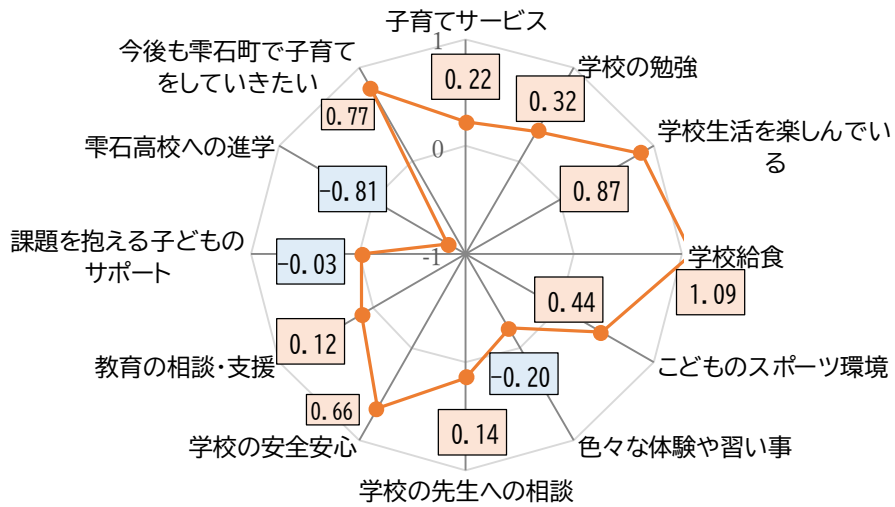 子育てサービス
1
0.22
学校の勉強
0.32
学校生活を楽しんでい
る
0.87
学校給食
1.09
こどものスポーツ環境
0.44
色々な体験や習い事
-0.20
学校の先生への相談
0.14
学校の安全安心
0.66
教育の相談・支援
0.12
課題を抱える子どもの
サポート
-0.03
雫石高校への進学
-0.81
今後も雫石町で子育て
をしていきたい
0.77
0
-1